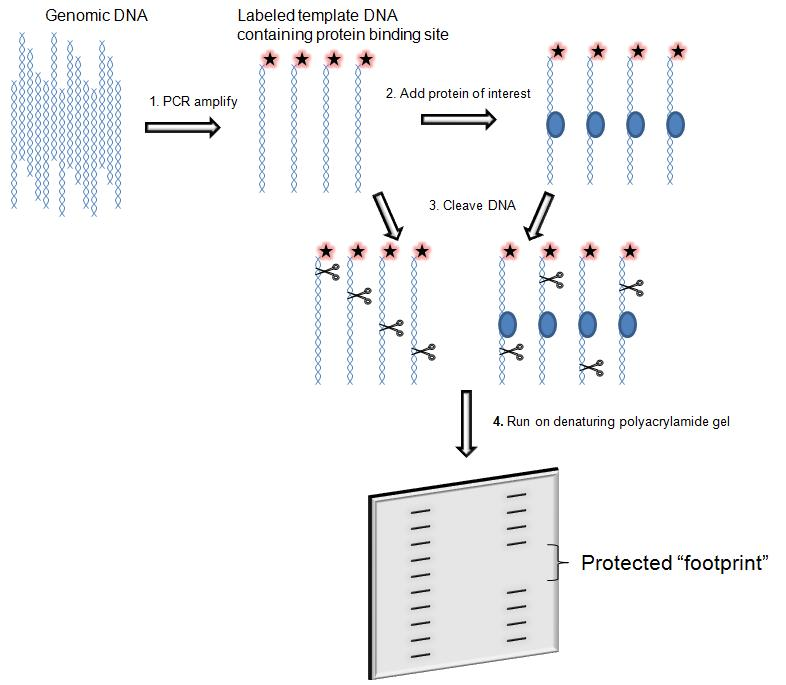 Genomic DNA
Labeled template DNA
containing protein binding site
1. PCR amplify
2. Add protein of interest
3. Cleave DNA
4. Run on denaturing polyacrylamide gel
Protected “footprint”